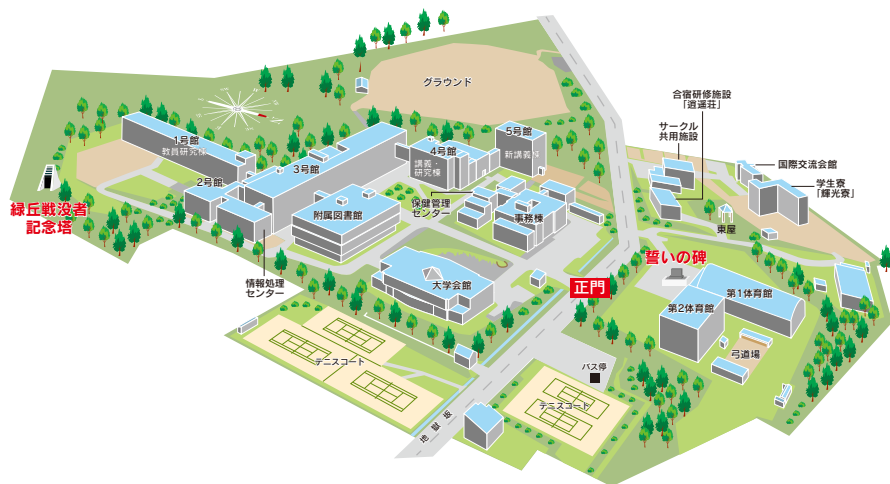 グラウンド
合宿研修施設
「逍遥荘」
サークル
共用施設
5号館
新講義棟
1号館
教員研究棟
4号館
講義・
研究棟
3号館
国際交流会館
2号館
学生寮
「輝光寮」
保健管理
センター
緑丘戦没者
記念塔
附属図書館
事務棟
東屋
誓いの碑
情報処理
センター
大学会館
正門
第1体育館
第2体育館
弓道場
テニスコート
バス停
テニスコート
地獄坂